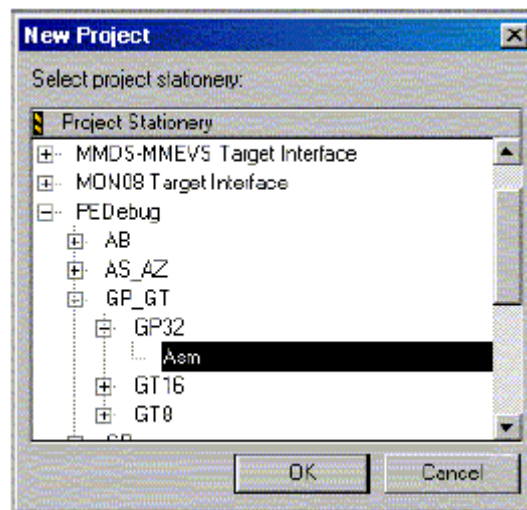 New Project
Select project stationery:
Project Stationery
MMDS-MMEVS Target Interface
MON08 Target Interface
PEDebug
AB
AS_AZ
GP_GT
GP32
Asm
GT16
GT8
OK
Cancel